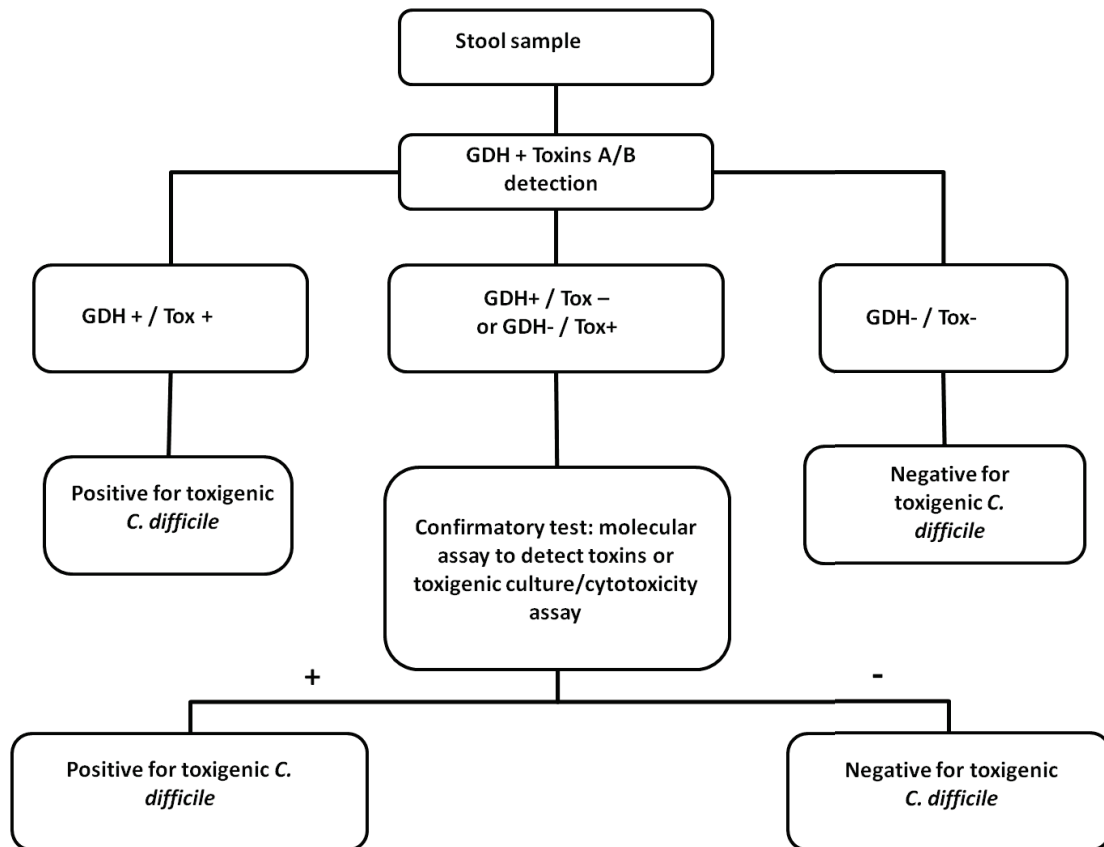 Stool sample
GDH + Toxins A/B
detection
GDH + / Tox +
GDH+ / Tox –
or GDH- / Tox+
GDH- / Tox-
Positive for toxigenic
C. difficile
Confirmatory test: molecular
assay to detect toxins or
toxigenic culture/cytotoxicity
assay
Negative for
toxigenic C.
difficile
+
-
Positive for toxigenic C.
difficile
Negative for toxigenic
C. difficile